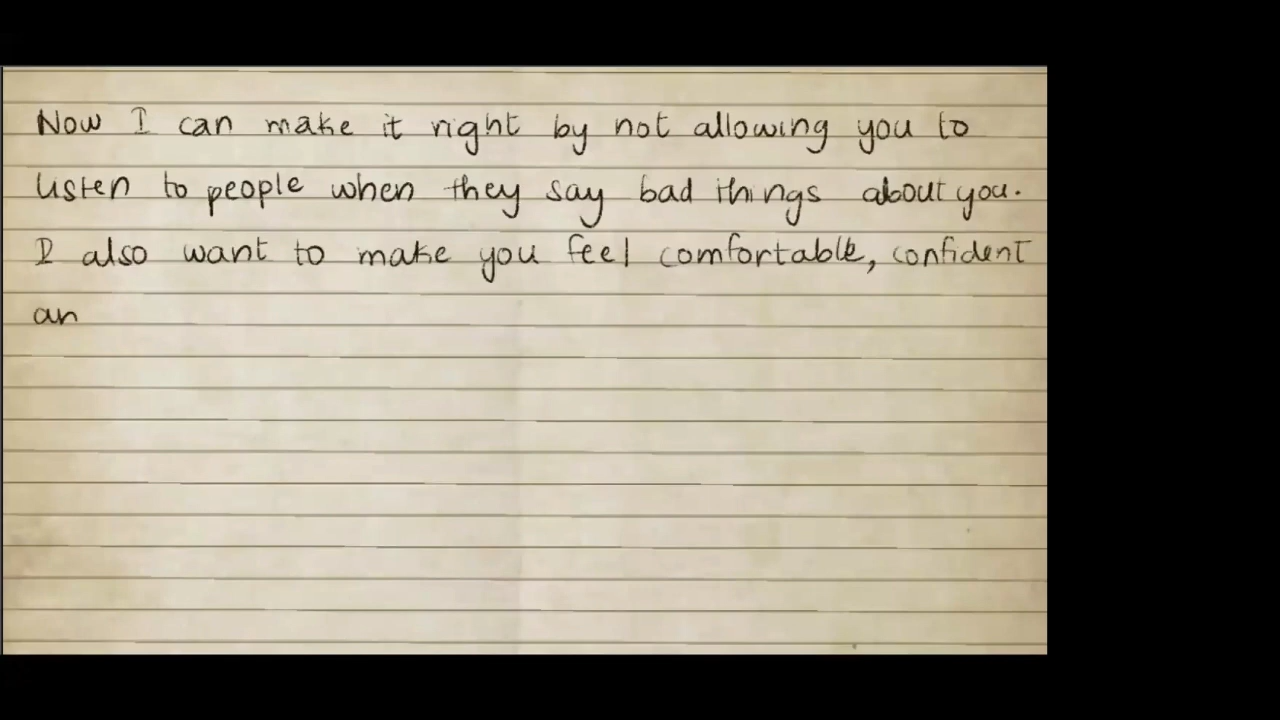 Now I can make it right by not allowing you to
listen to people when they say bad things about you.
I also want to make you feel comfortable, confident
an